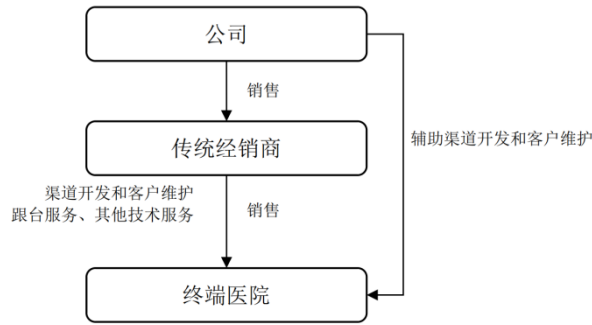 公司
销售
辅助渠道开发和客户维护
传统经销商
渠道开发和客户维护
跟台服务、其他技术服务
销售
终端医院